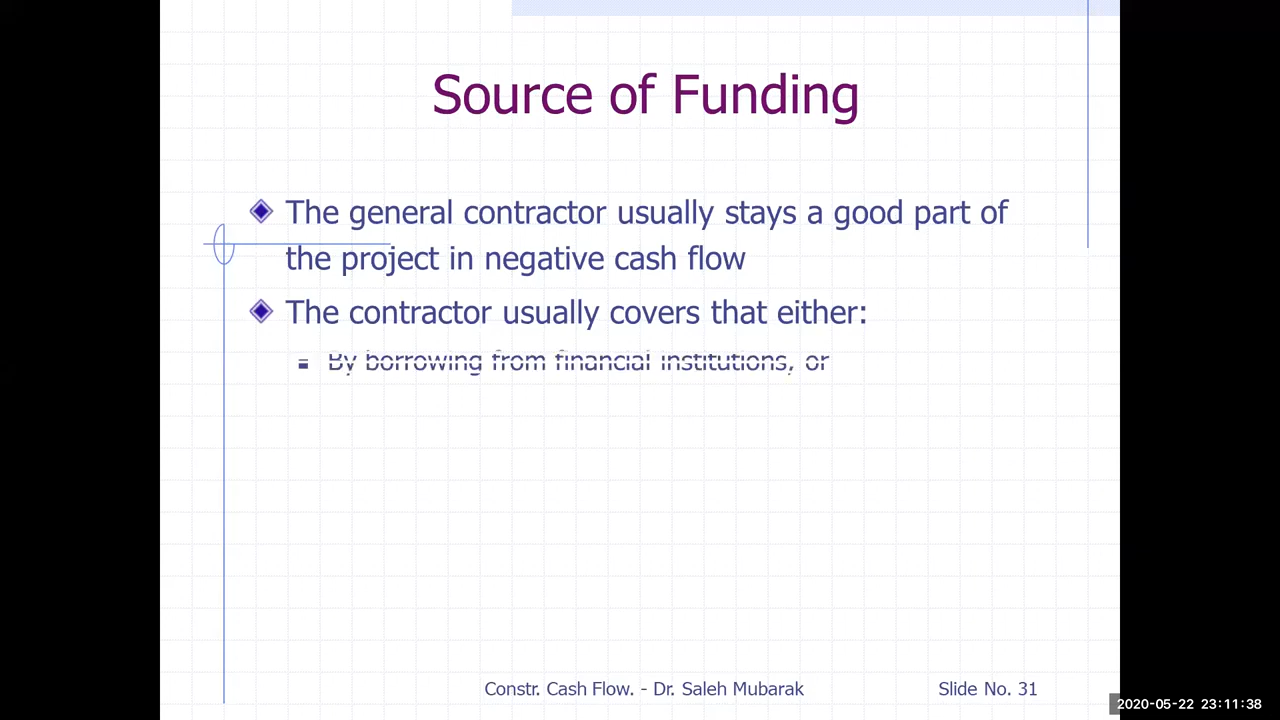 Source of Funding
The general contractor usually stays a good part of
the project in negative cash flow
The contractor usually covers that either:
By borrowing from financial institutions, or
Constr. Cash Flow. - Dr. Saleh Mubarak
Slide No. 31
2020-05-22 23:11:38